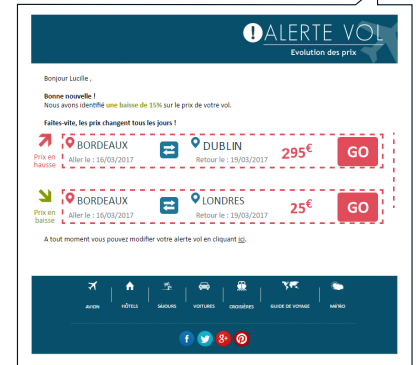 ! ALERTE VOL
Evolution des prix
Bonjour Lucille ,
Bonne nouvelle !
Nous avons identifié une baisse de 15% sur le prix de votre vol.
Faites-vite, les prix changent tous les jours !
Prix en hausse
BORDEAUX DUBLIN 295€ GO
Aller le : 16/03/2017 Retour le : 19/03/2017
Prix en baisse
BORDEAUX LONDRES 25€ GO
Aller le : 16/03/2017 Retour le : 19/03/2017
A tout moment vous pouvez modifier votre alerte vol en cliquant ici.
AVION HÔTELS SÉJOURS VOITURES CROISIÈRES GUIDE DE VOYAGE MÉTÉO